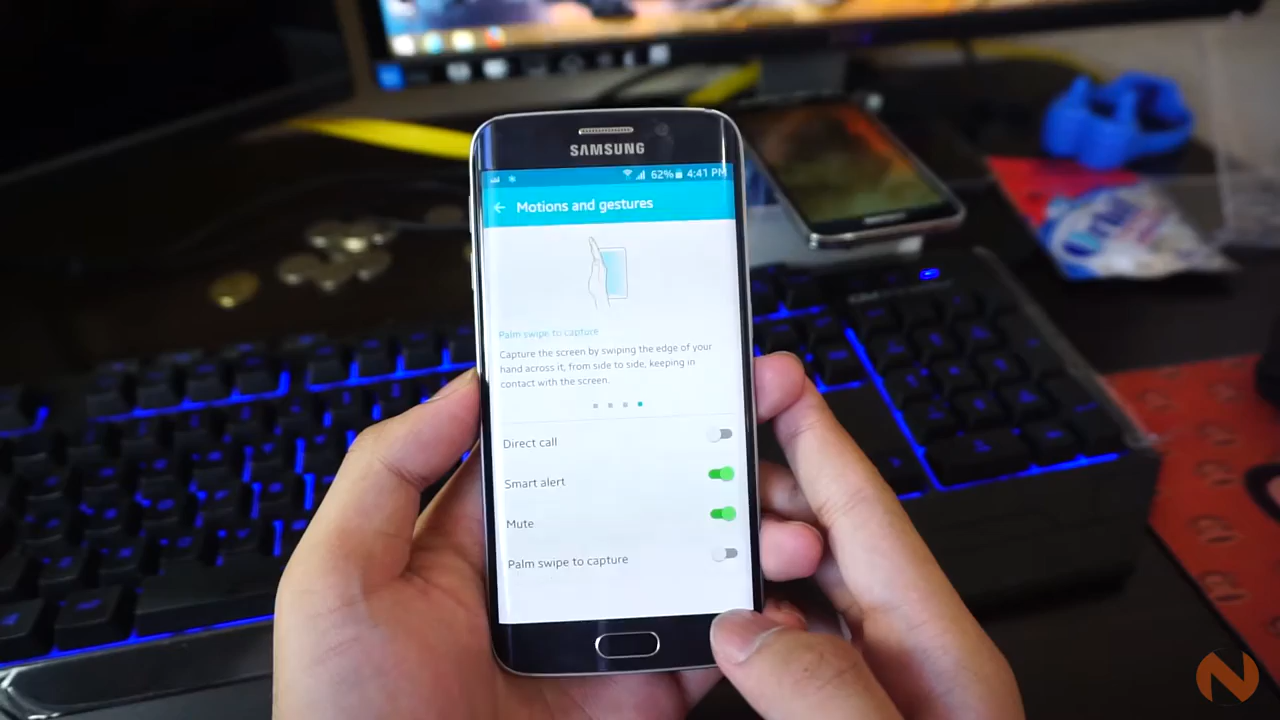 SAMSUNG
62% 4:41 PM
Motions and gestures
Palm swipe to capture
Capture the screen by swiping the edge of your
hand across it, from side to side, keeping in
contact with the screen.
Direct call
Smart alert
Mute
Palm swipe to capture
Orbit